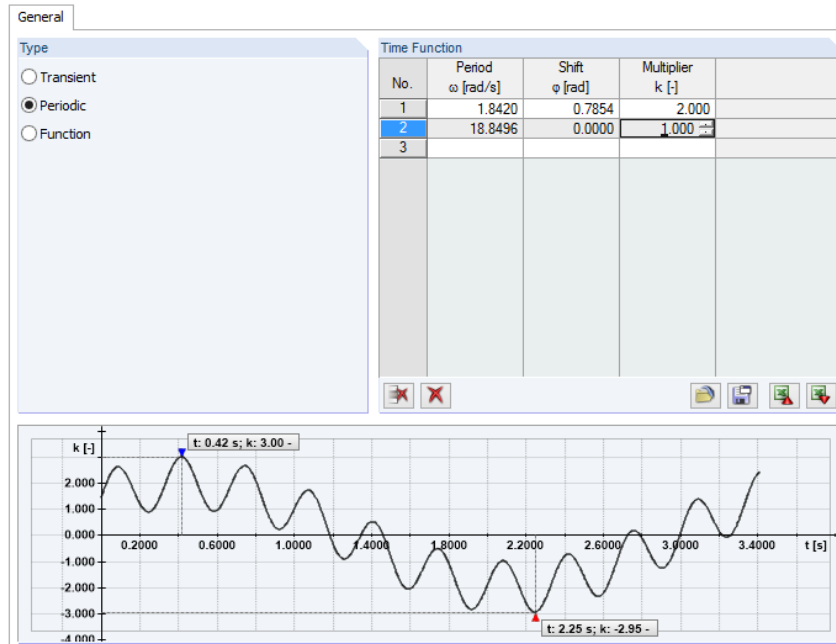 General
Type
Transient
Periodic
Function
Time Function
No.
Period
ω [rad/s]
Shift
φ [rad]
Multiplier
k [-]
1 1.8420 0.7854 2.000
2 18.8496 0.0000 1.000
3
k [-]
t: 0.42 s; k: 3.00 -
2.000
1.000
0.000
0.2000 0.6000 1.0000 1.4000 1.8000 2.2000 2.6000 3.0000 3.4000 t [s]
-1.000
-2.000
-3.000
t: 2.25 s; k: -2.95 -
-4.000